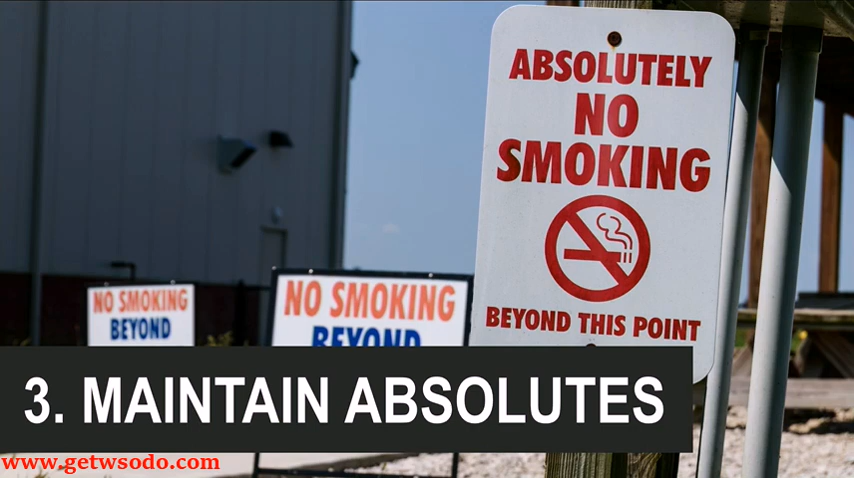 ABSOLUTELY
NO
SMOKING
BEYOND THIS POINT
NO SMOKING
BEYOND
NO SMOKING
BEYOND
3. MAINTAIN ABSOLUTES
www.getwsodo.com